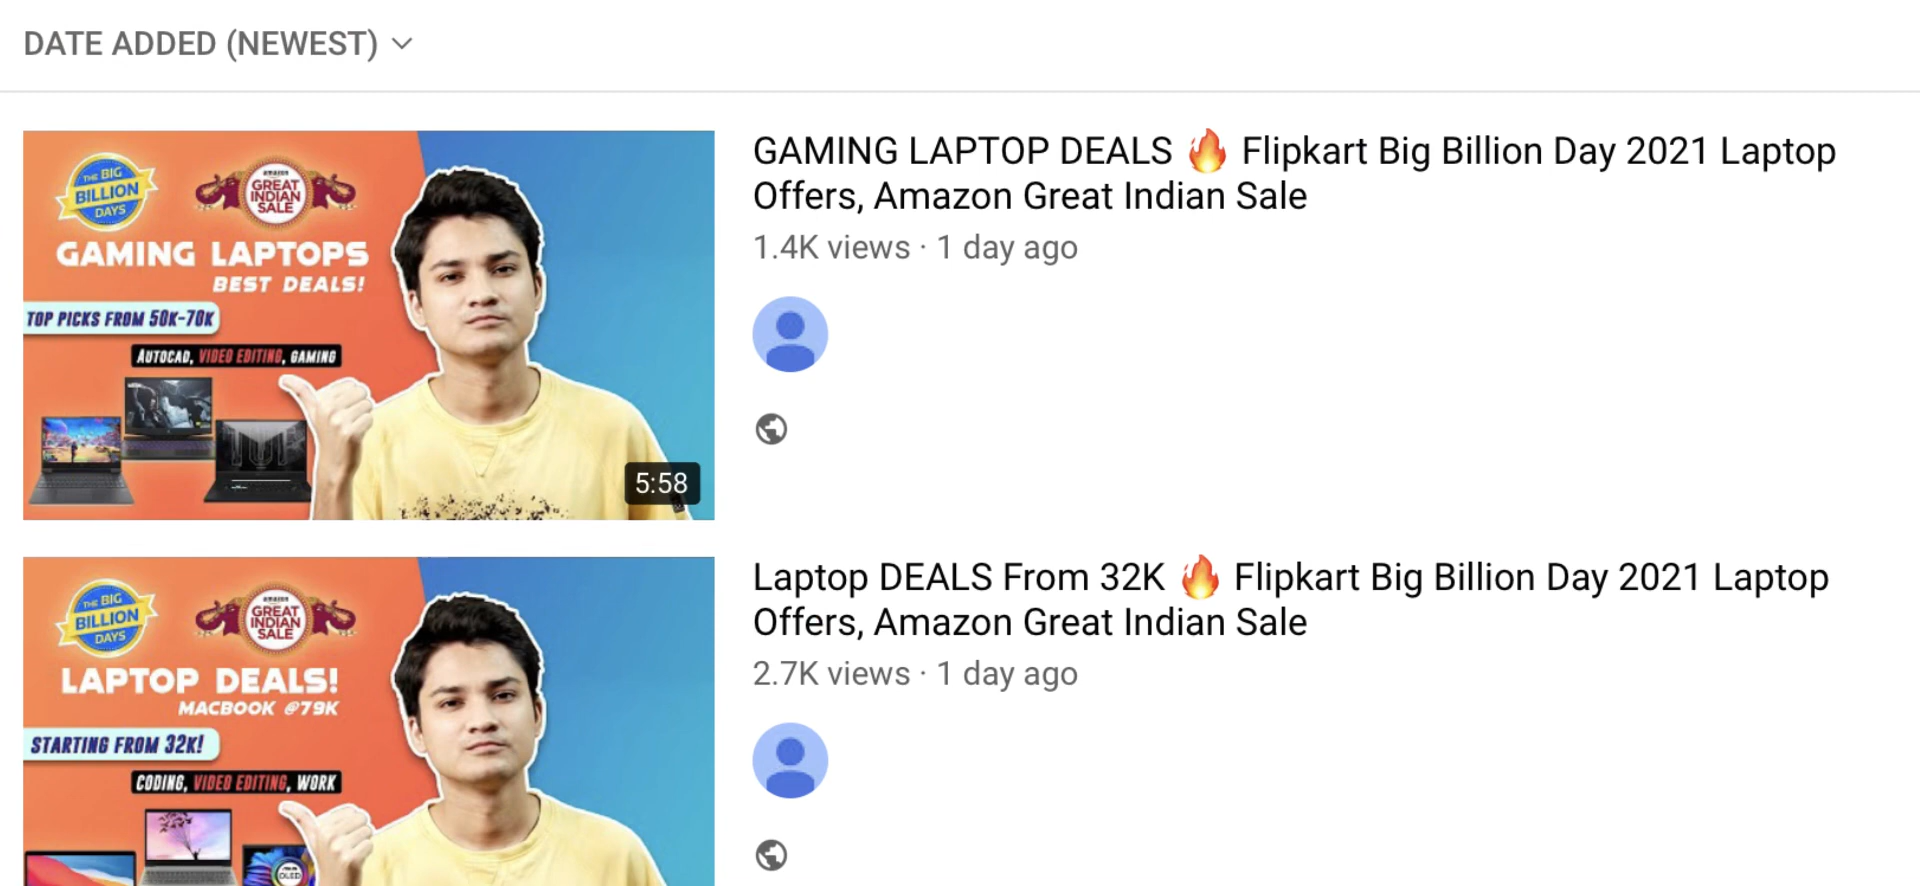 DATE ADDED (NEWEST)
THE BIG
BILLION
DAYS
amazon
GREAT
INDIAN
SALE
GAMING LAPTOPS
BEST DEALS!
TOP PICKS FROM 50K-70K
AUTOCAD, VIDEO EDITING, GAMING
TUF
5:58
GAMING LAPTOP DEALS 🔥 Flipkart Big Billion Day 2021 Laptop
Offers, Amazon Great Indian Sale
1.4K views · 1 day ago
THE BIG
BILLION
DAYS
amazon
GREAT
INDIAN
SALE
LAPTOP DEALS!
MACBOOK @79K
STARTING FROM 32K!
CODING, VIDEO EDITING, WORK
OLED
Laptop DEALS From 32K 🔥 Flipkart Big Billion Day 2021 Laptop
Offers, Amazon Great Indian Sale
2.7K views · 1 day ago